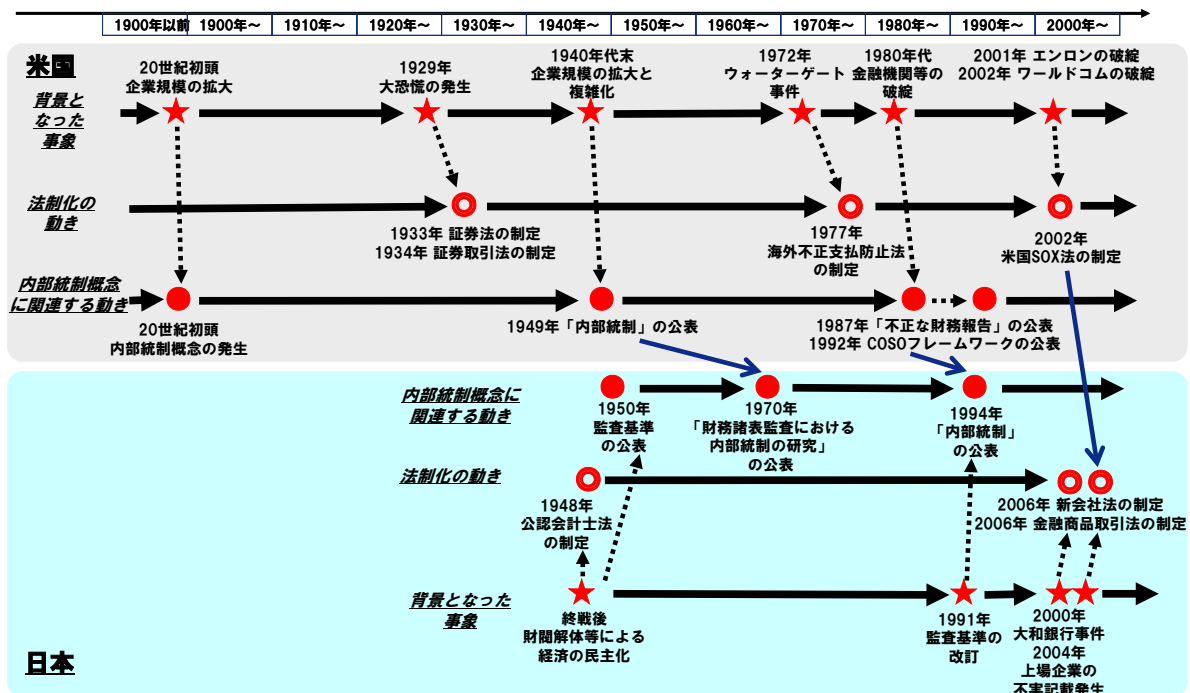 1900年以前
1900年～
1910年～
1920年～
1930年～
1940年～
1950年～
1960年～
1970年～
1980年～
1990年～
2000年～
米国
背景と
なった
事象
20世紀初頭
企業規模の拡大
1929年
大恐慌の発生
1940年代末
企業規模の拡大と
複雑化
1972年
ウォーターゲート
事件
1980年代
金融機関等の
破綻
2001年 エンロンの破綻
2002年 ワールドコムの破綻
法制化の
動き
1933年 証券法の制定
1934年 証券取引法の制定
1977年
海外不正支払防止法
の制定
2002年
米国SOX法の制定
内部統制概念
に関連する動き
20世紀初頭
内部統制概念の発生
1949年「内部統制」の公表
1987年「不正な財務報告」の公表
1992年 COSOフレームワークの公表
内部統制概念に
関連する動き
1950年
監査基準
の公表
1970年
「財務諸表監査における
内部統制の研究」
の公表
1994年
「内部統制」
の公表
法制化の動き
1948年
公認会計士法
の制定
2006年 新会社法の制定
2006年 金融商品取引法の制定
背景となった
事象
終戦後
財閥解体等による
経済の民主化
1991年
監査基準の
改訂
2000年
大和銀行事件
2004年
上場企業の
不実記載発生
日本